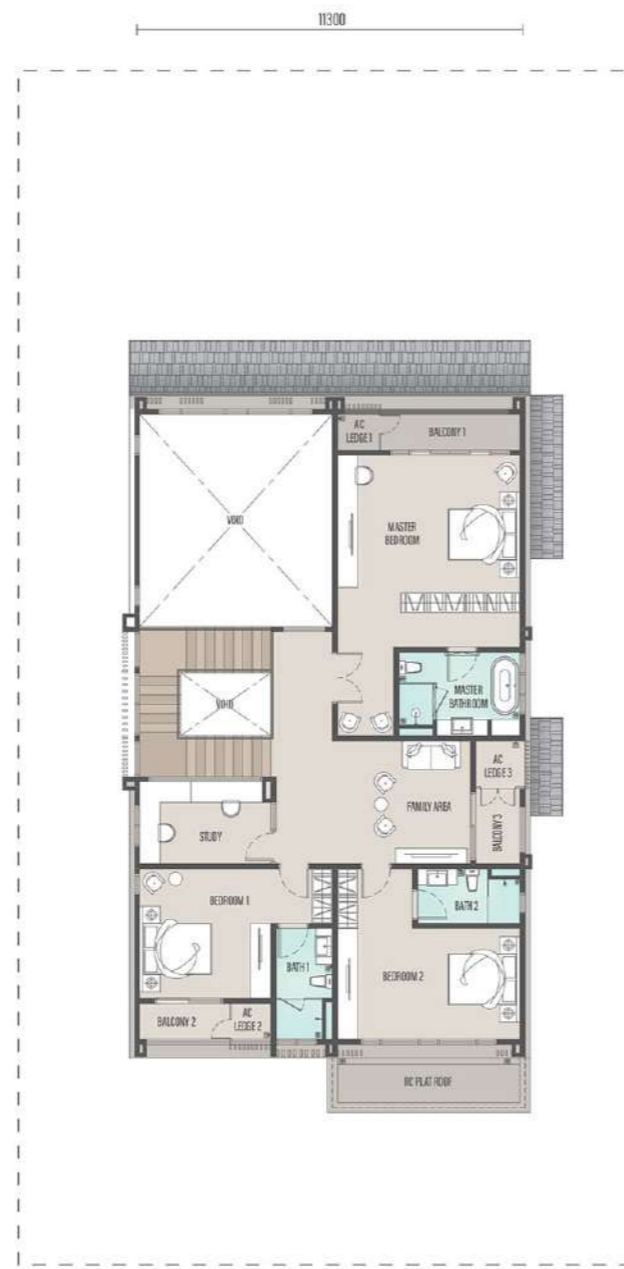 11300
AC
LEDGE 1
BALCONY 1
VOID
MASTER
BEDROOM
VOID
MASTER
BATHROOM
AC
LEDGE 3
FAMILY AREA
BALCONY 3
STUDY
BEDROOM 1
BATH 2
BATH 1
BEDROOM 2
BALCONY 2
AC
LEDGE 2
RC FLAT ROOF